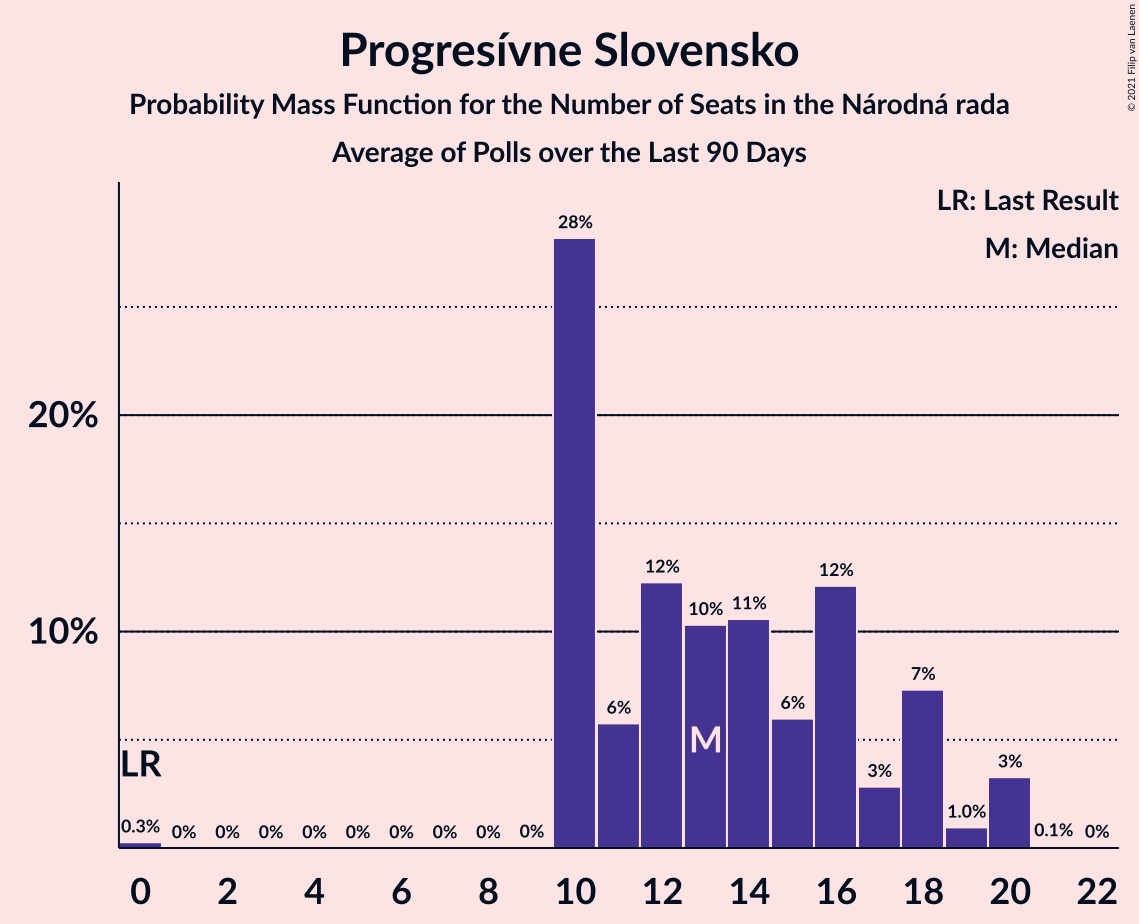 Progresívne Slovensko
Probability Mass Function for the Number of Seats in the Národná rada
Average of Polls over the Last 90 Days
© 2021 Filip van Laenen
LR: Last Result
M: Median
28%
20%
12%
12%
10%
11%
10%
7%
6%
6%
M
LR
3%
3%
1.0%
0.3%
0%
0%
0%
0%
0%
0%
0%
0%
0%
0.1%
0%
0 2 4 6 8 10 12 14 16 18 20 22